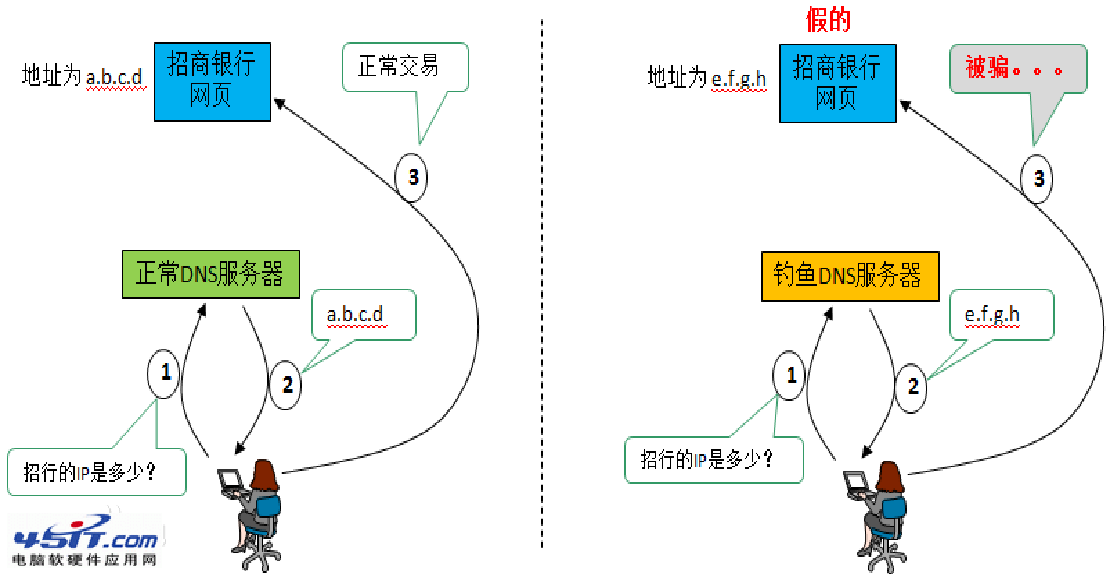 假的
地址为a.b.c.d
招商银行
网页
正常交易
3
正常DNS服务器
a.b.c.d
1
2
招行的IP是多少?
45IT.com
电脑软硬件应用网
地址为e.f.g.h
招商银行
网页
被骗。。。
3
钓鱼DNS服务器
e.f.g.h
1
2
招行的IP是多少?